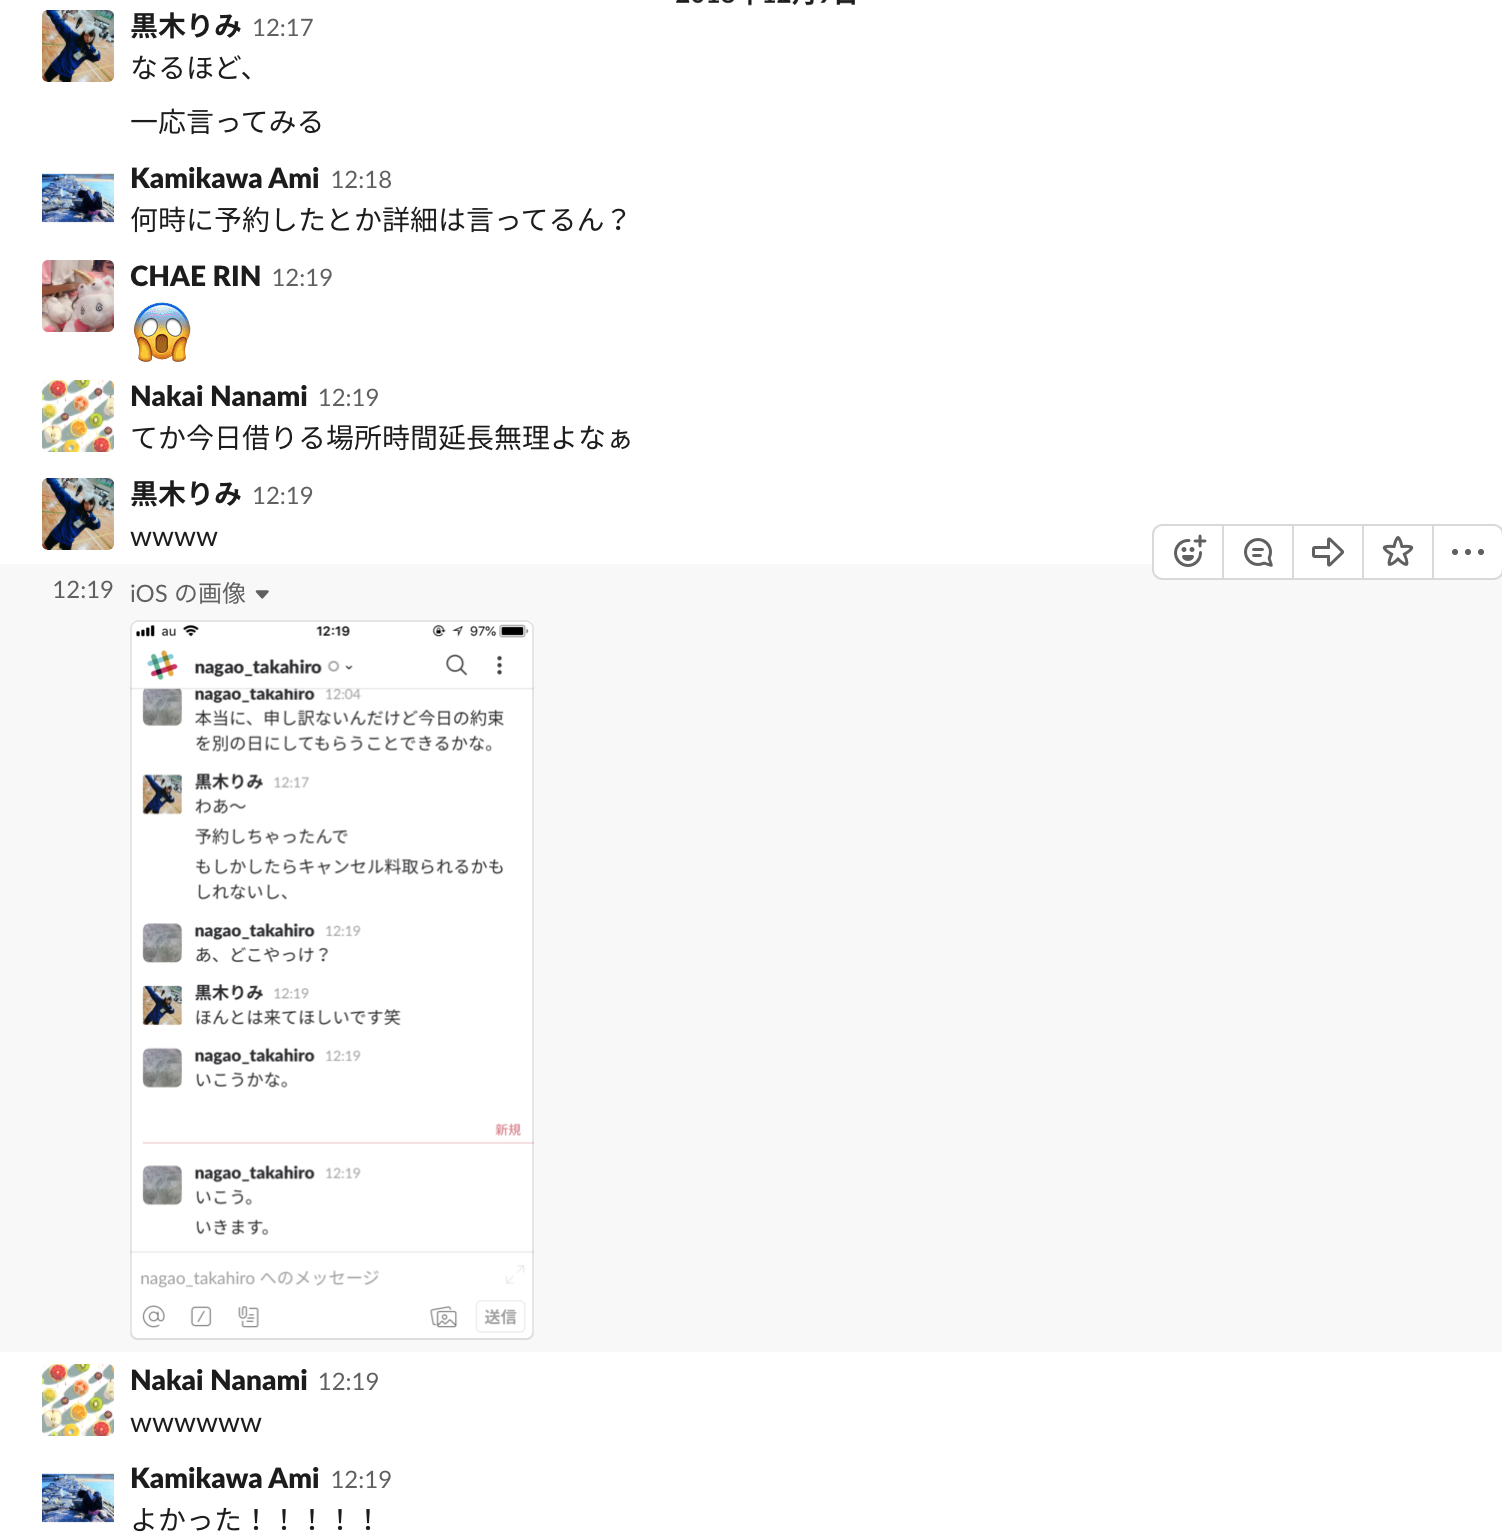 黒木りみ 12:17
なるほど、
一応言ってみる
Kamikawa Ami 12:18
何時に予約したとか詳細は言ってるん？
CHAE RIN 12:19
Nakai Nanami 12:19
てか今日借りる場所時間延長無理よなぁ
黒木りみ 12:19
wwww
12:19 iOS の画像
au 12:19 97%
nagao_takahiro
nagao_takahiro 12:04
本当に、申し訳ないんだけど今日の約束
を別の日にしてもらうことできるかな。
黒木りみ 12:17
わあ〜
予約しちゃったんで
もしかしたらキャンセル料取られるかも
しれないし、
nagao_takahiro 12:19
あ、どこやっけ？
黒木りみ 12:19
ほんとは来てほしいです笑
nagao_takahiro 12:19
いこうかな。
新規
nagao_takahiro 12:19
いこう。
いきます。
nagao_takahiro へのメッセージ
送信
Nakai Nanami 12:19
wwwwww
Kamikawa Ami 12:19
よかった！！！！！